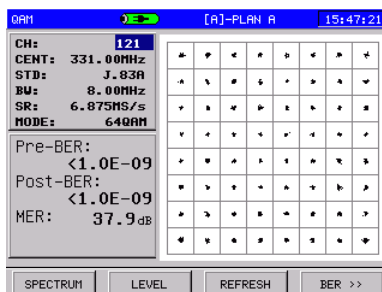 QAM [A]-PLAN A 15:47:21
CH: 121
CENT: 331.00MHz
STD: J.83A
BW: 8.00MHz
SR: 6.875MS/s
MODE: 64QAM
Pre-BER:
<1.0E-09
Post-BER:
<1.0E-09
MER: 37.9dB
SPECTRUM LEVEL REFRESH BER >>